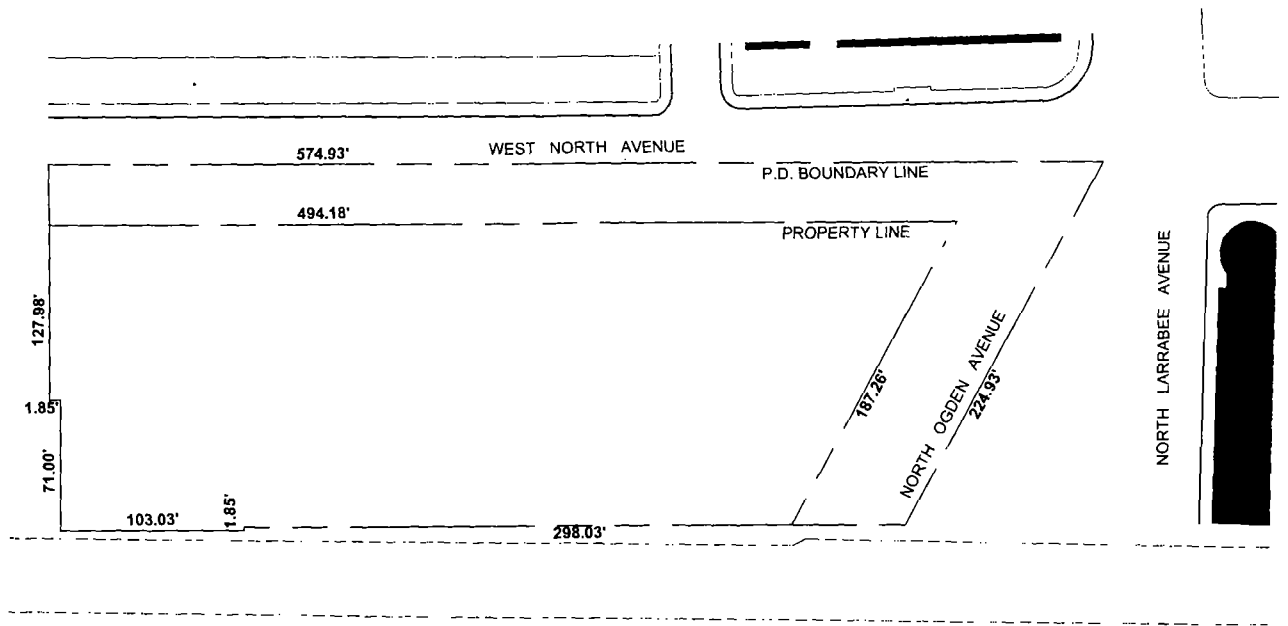 WEST NORTH AVENUE
574.93'
P.D. BOUNDARY LINE
494.18'
PROPERTY LINE
127.98'
1.85'
71.00'
103.03'
1.85'
298.03'
187.26'
NORTH OGDEN AVENUE
224.93'
NORTH LARRABEE AVENUE